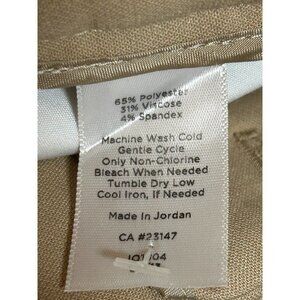 65% Polyester
31% Viscose
4% Spandex
Machine Wash Cold
Gentle Cycle
Only Non-Chlorine
Bleach When Needed
Tumble Dry Low
Cool Iron, If Needed
Made In Jordan
CA #23147